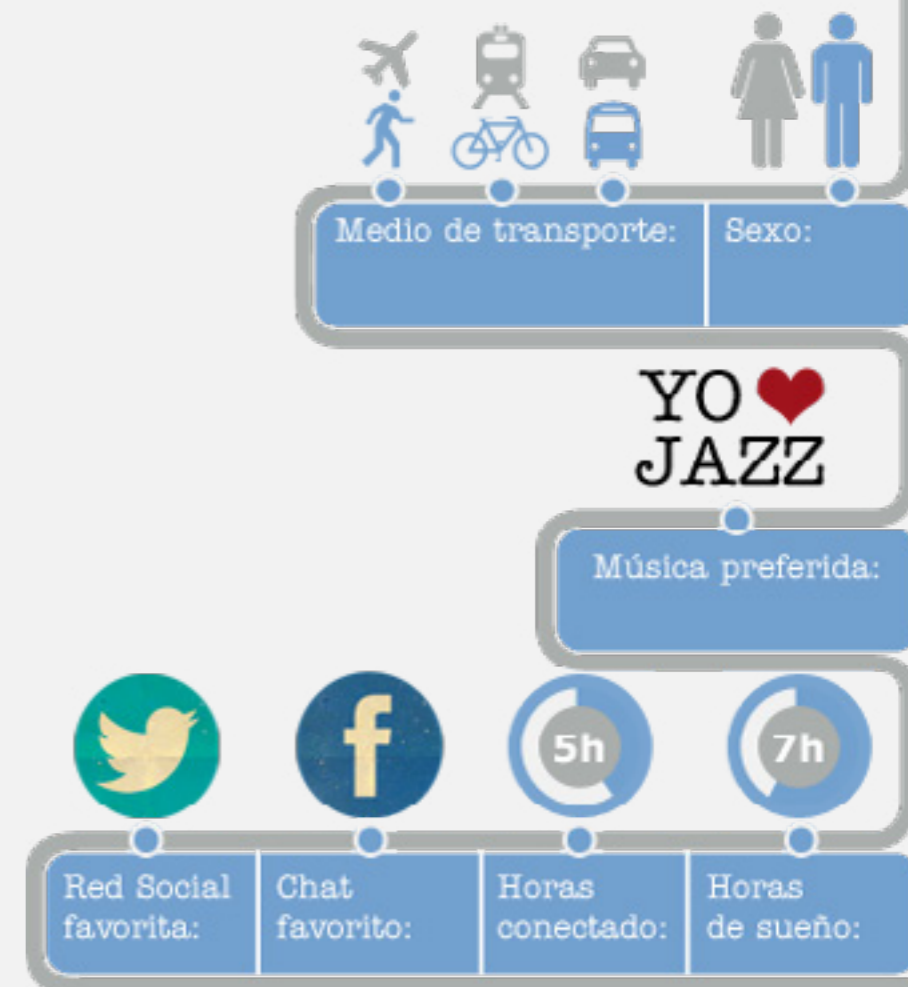 Medio de transporte:
Sexo:
YO
JAZZ
Música preferida:
5h
7h
Red Social
favorita:
Chat
favorito:
Horas
conectado:
Horas
de sueño: